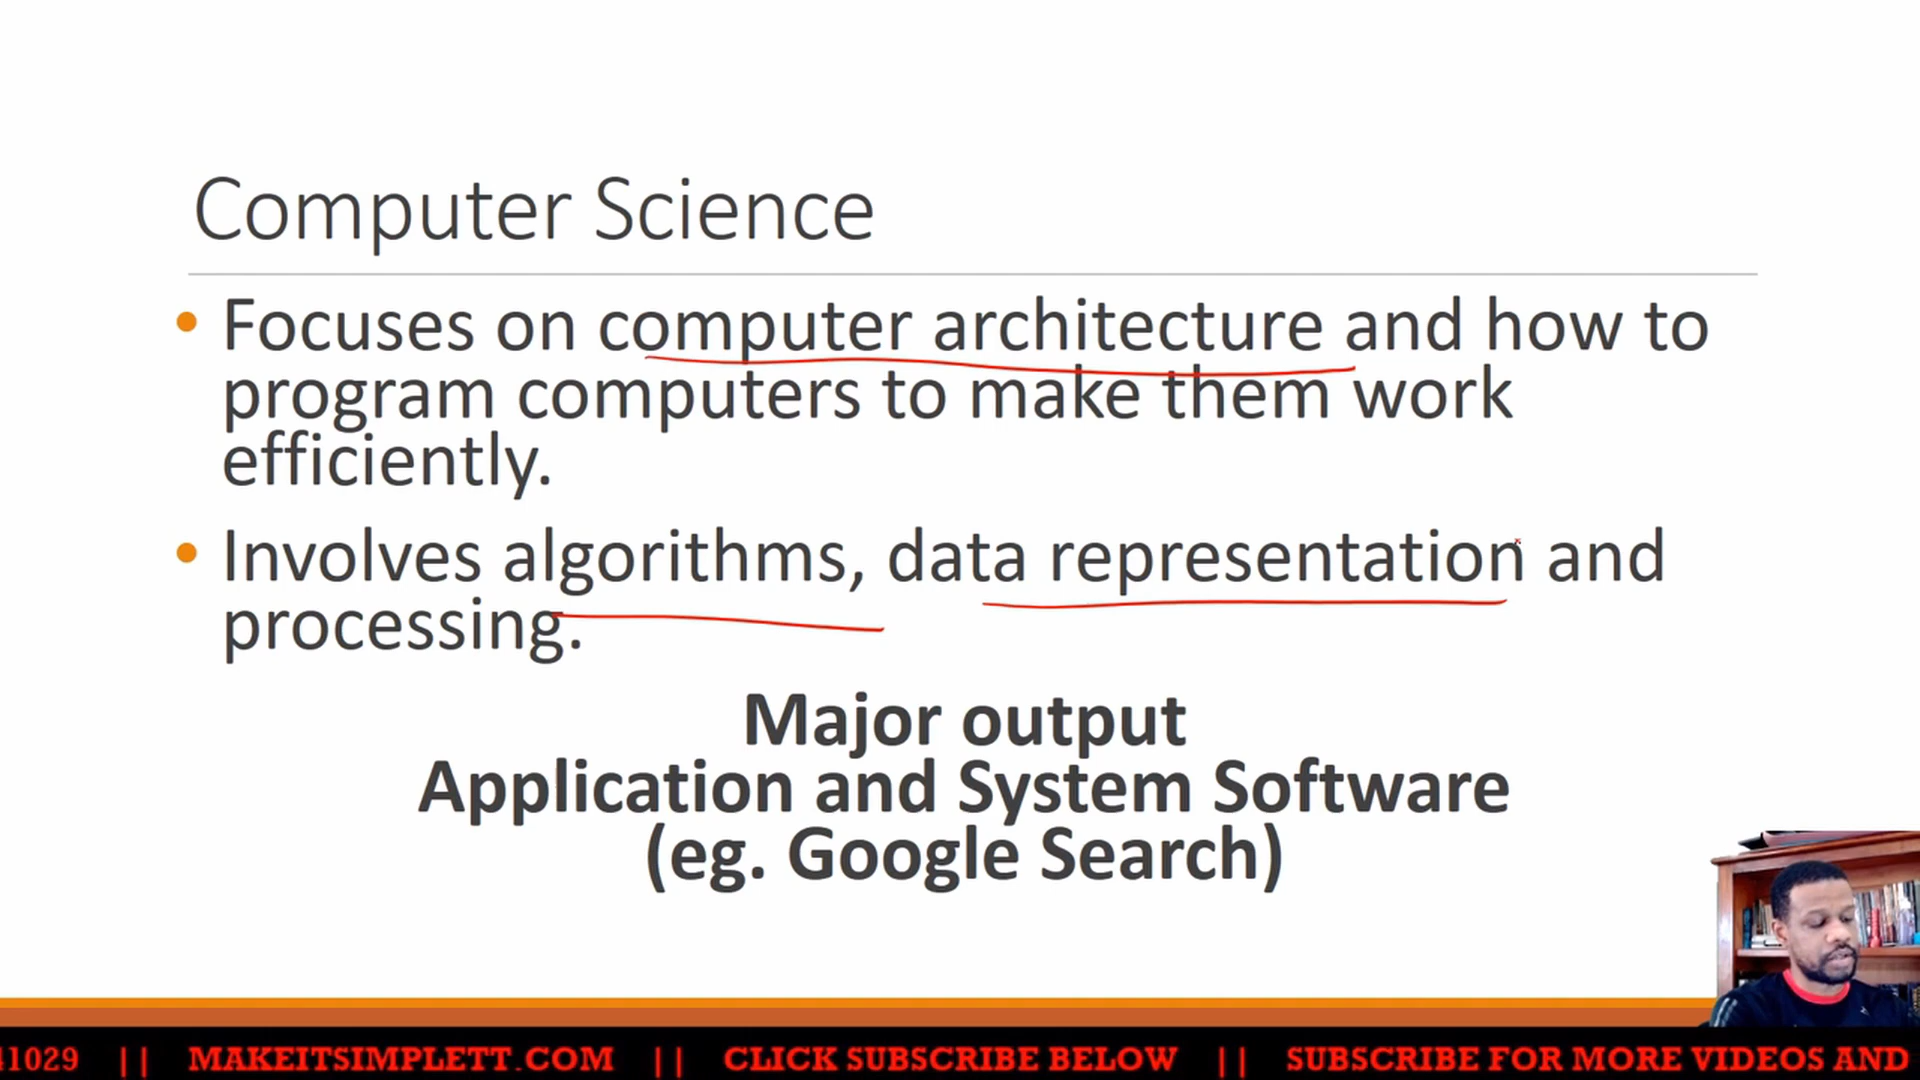 Computer Science
• Focuses on computer architecture and how to
program computers to make them work
efficiently.
• Involves algorithms, data representation and
processing.
Major output
Application and System Software
(eg. Google Search)
41029 || MAKEITSIMPLETT.COM || CLICK SUBSCRIBE BELOW || SUBSCRIBE FOR MORE VIDEOS AND